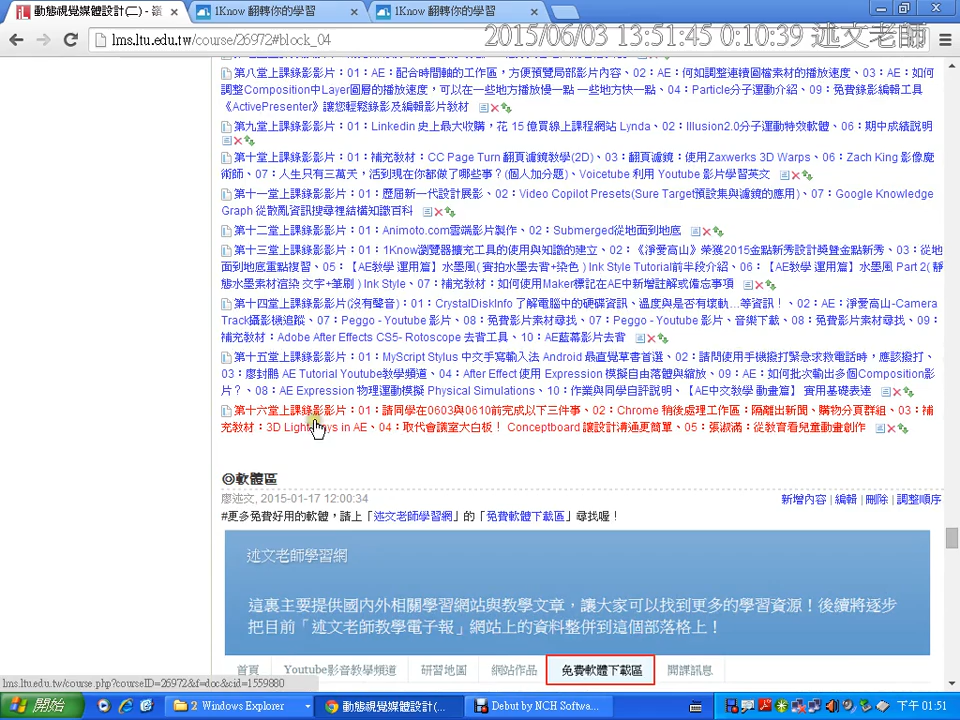 動態視覺媒體設計(二) - 
1Know 翻轉你的學習
1Know 翻轉你的學習
lms.ltu.edu.tw/course/26972#block_04
2015/06/03 13:51:45 0:10:39 述文老師
第八堂上課錄影影片：01：AE：配合時間軸的工作區，方便預覽局部影片內容、02：AE：何如調整連續圖檔素材的播放速度、03：AE：如何
調整Composition中Layer圖層的播放速度，可以在一些地方播放慢一點 一些地方快一點、04：Particle分子運動介紹、09：免費錄影編輯工具
《ActivePresenter》讓您輕鬆錄影及編輯影片教材
第九堂上課錄影影片：01：Linkedin 史上最大收購，花 15 億買線上課程網站 Lynda、02：Illusion2.0分子運動特效軟體、06：期中成績說明
第十堂上課錄影影片：01：補充教材：CC Page Turn 翻頁濾鏡教學(2D)、03：翻頁濾鏡：使用Zaxwerks 3D Warps、06：Zach King 影像魔
術師、07：人生只有三萬天，活到現在你都做了哪些事？(個人加分題)、Voicetube 利用 Youtube 影片學習英文
第十一堂上課錄影影片：01：歷屆新一代設計展影、02：Video Copilot Presets(Sure Target預設集與濾鏡的應用)、07：Google Knowledge
Graph 從散亂資訊搜尋裡結構知識百科
第十二堂上課錄影影片：01：Animoto.com雲端影片製作、02：Submerged從地面到地底
第十三堂上課錄影影片：01：1Know瀏覽器擴充工具的使用與知識的建立、02：《淨愛高山》榮獲2015金點新秀設計獎暨金點新秀、03：從地
面到地底重點複習、05：【AE教學 運用篇】水墨風( 實拍水墨去背+染色 ) Ink Style Tutorial前半段介紹、06：【AE教學 運用篇】水墨風 Part 2( 靜
態水墨素材渲染 文字+筆刷 ) Ink Style、07：補充教材：如何使用Maker標記在AE中新增註解或備忘事項
第十四堂上課錄影影片(沒有聲音)：01：CrystalDiskInfo 了解電腦中的硬碟資訊、溫度與是否有壞軌…等資訊！、02：AE：淨愛高山-Camera
Track攝影機追蹤、07：Peggo - Youtube 影片、08：免費影片素材尋找、07：Peggo - Youtube 影片、音樂下載、08：免費影片素材尋找、09：
補充教材：Adobe After Effects CS5- Rotoscope 去背工具、10：AE藍幕影片去背
第十五堂上課錄影影片：01：MyScript Stylus 中文手寫輸入法 Android 最直覺草書首選、02：請問使用手機撥打緊急求救電話時，應該撥打、
03：廖封鵬 AE Tutorial Youtube教學頻道、04：After Effect 使用 Expression 模擬自由落體與縮放、09：AE：如何批次輸出多個Composition影
片？、08：AE Expression 物理運動模擬 Physical Simulations、10：作業與同學自評說明、【AE中文教學 動畫篇】 實用基礎表達
第十六堂上課錄影影片：01：請同學在0603與0610前完成以下三件事、02：Chrome 稍後處理工作區：隔離出新聞、購物分頁群組、03：補
充教材：3D Light Rays in AE、04：取代會議室大白板！ Conceptboard 讓設計溝通更簡單、05：張淑滿：從教育看兒童動畫創作
◎軟體區
廖述文, 2015-01-17 12:00:34
新增內容 | 編輯 | 刪除 | 調整順序
#更多免費好用的軟體，請上「述文老師學習網」的「免費軟體下載區」尋找喔！
述文老師學習網
這裏主要提供國內外相關學習網站與教學文章，讓大家可以找到更多的學習資源！後續將逐步
把目前「述文老師教學電子報」網站上的資料整併到這個部落格上！
首頁 Youtube影音教學頻道 研習地圖 網站作品 免費軟體下載區 開課訊息
lms.ltu.edu.tw/course.php?courseID=26972&f=doc&cid=1559880
開始
2 Windows Explorer
動態視覺媒體設計(...
Debut by NCH Softwa...
下午 01:51